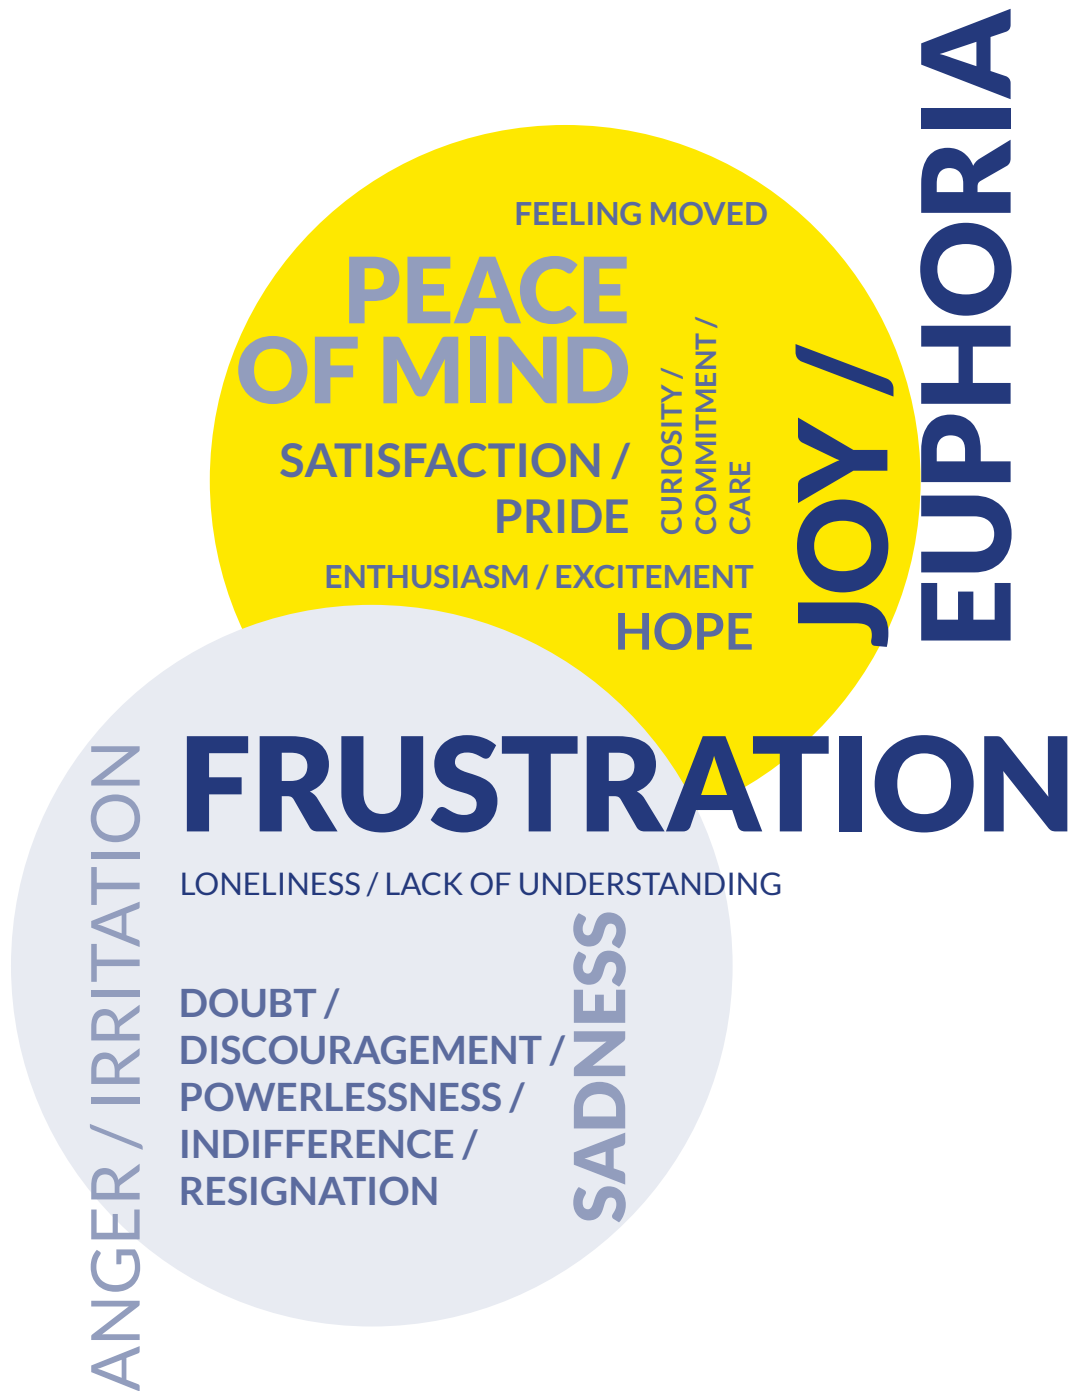 FEELING MOVED
PEACE
OF MIND
SATISFACTION /
PRIDE
CURIOSITY /
COMMITMENT /
CARE
JOY /
EUPHORIA
ENTHUSIASM / EXCITEMENT
HOPE
FRUSTRATION
LONELINESS / LACK OF UNDERSTANDING
ANGER / IRRITATION
DOUBT /
DISCOURAGEMENT /
POWERLESSNESS /
INDIFFERENCE /
RESIGNATION
SADNESS